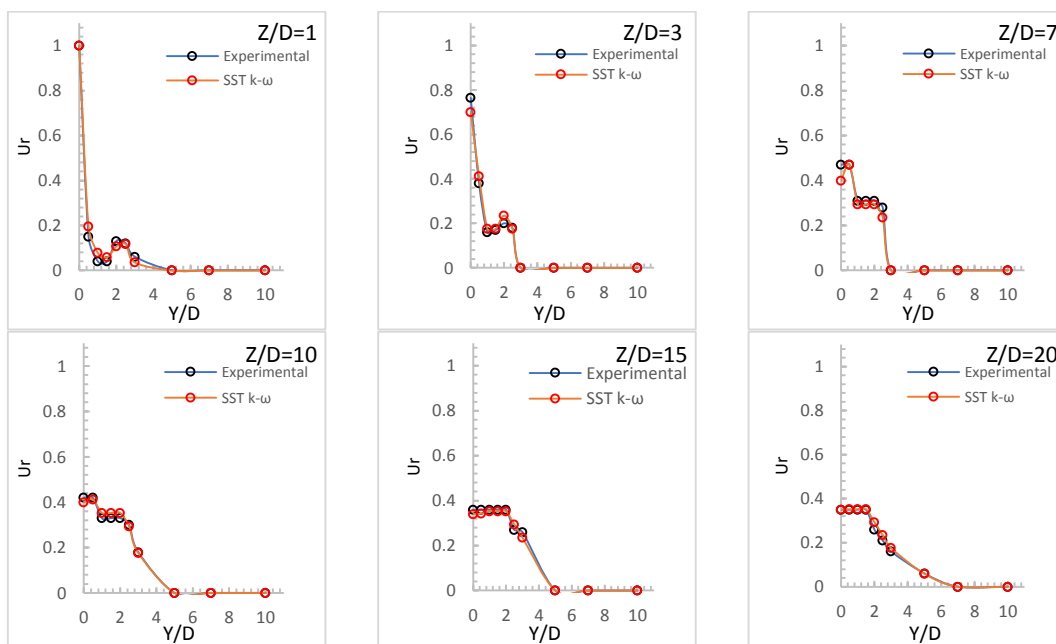 Z/D=1
1
Experimental
SST k-ω
0.8
0.6
Ur
0.4
0.2
0
0 2 4 6 8 10
Y/D
Z/D=3
1
Experimental
SST k-ω
0.8
0.6
Ur
0.4
0.2
0
0 2 4 6 8 10
Y/D
Z/D=7
1
Experimental
SST k-ω
0.8
0.6
Ur
0.4
0.2
0
0 2 4 6 8 10
Y/D
Z/D=10
1
Experimental
SST k-ω
0.8
0.6
Ur
0.4
0.2
0
0 2 4 6 8 10
Y/D
Z/D=15
1
Experimental
SST k-ω
0.8
0.6
Ur
0.4
0.2
0
0 2 4 6 8 10
Y/D
Z/D=20
1
Experimental
SST k-ω
0.8
0.6
Ur
0.4
0.2
0
0 2 4 6 8 10
Y/D